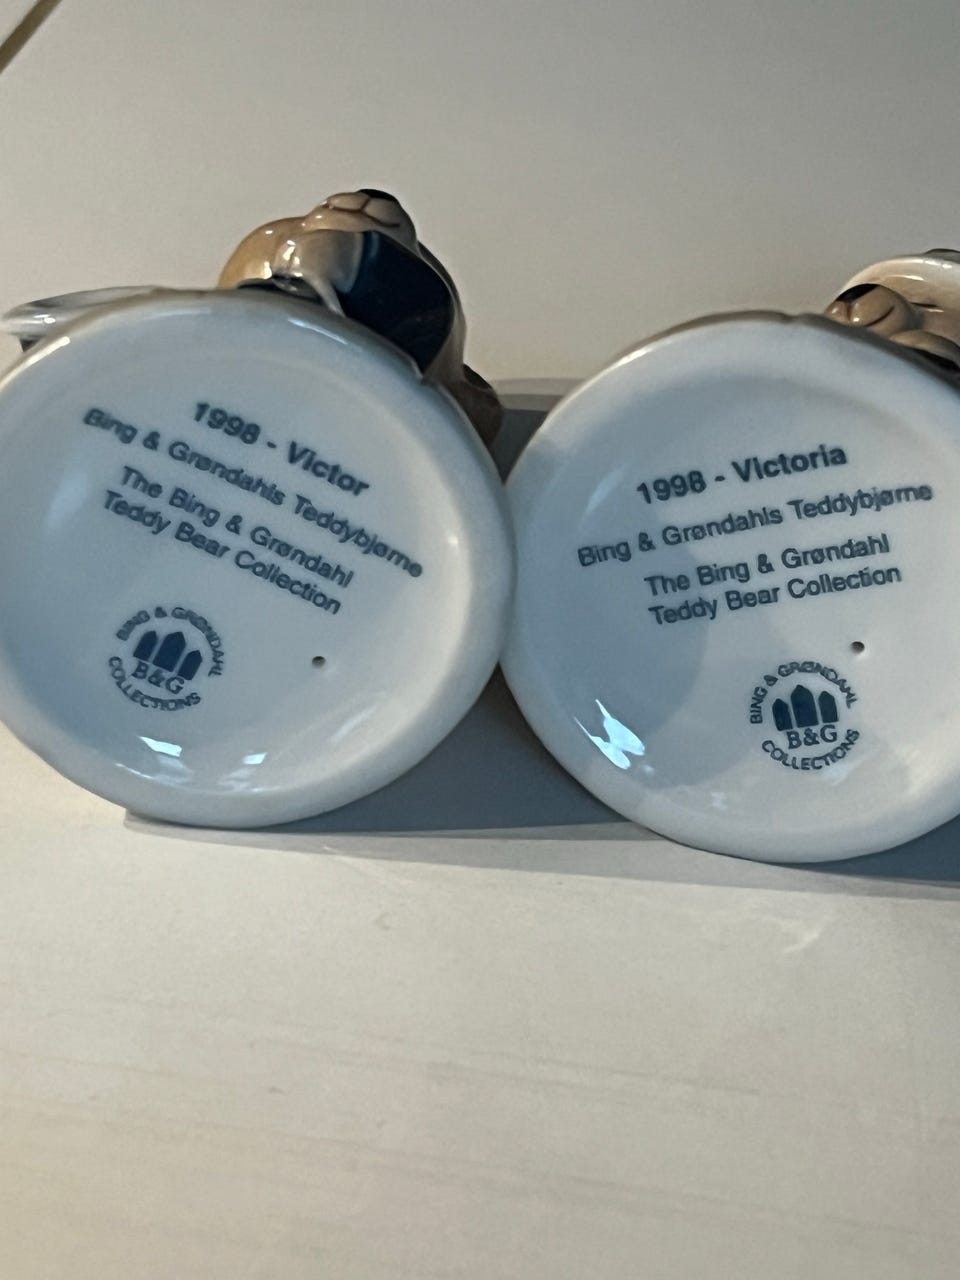 1998 - Victor
Bing & Grøndahls Teddybjørne
The Bing & Grøndahl
Teddy Bear Collection
BING & GRØNDAHL
B&G
COLLECTIONS
1998 - Victoria
Bing & Grøndahls Teddybjørne
The Bing & Grøndahl
Teddy Bear Collection
BING & GRØNDAHL
B&G
COLLECTIONS